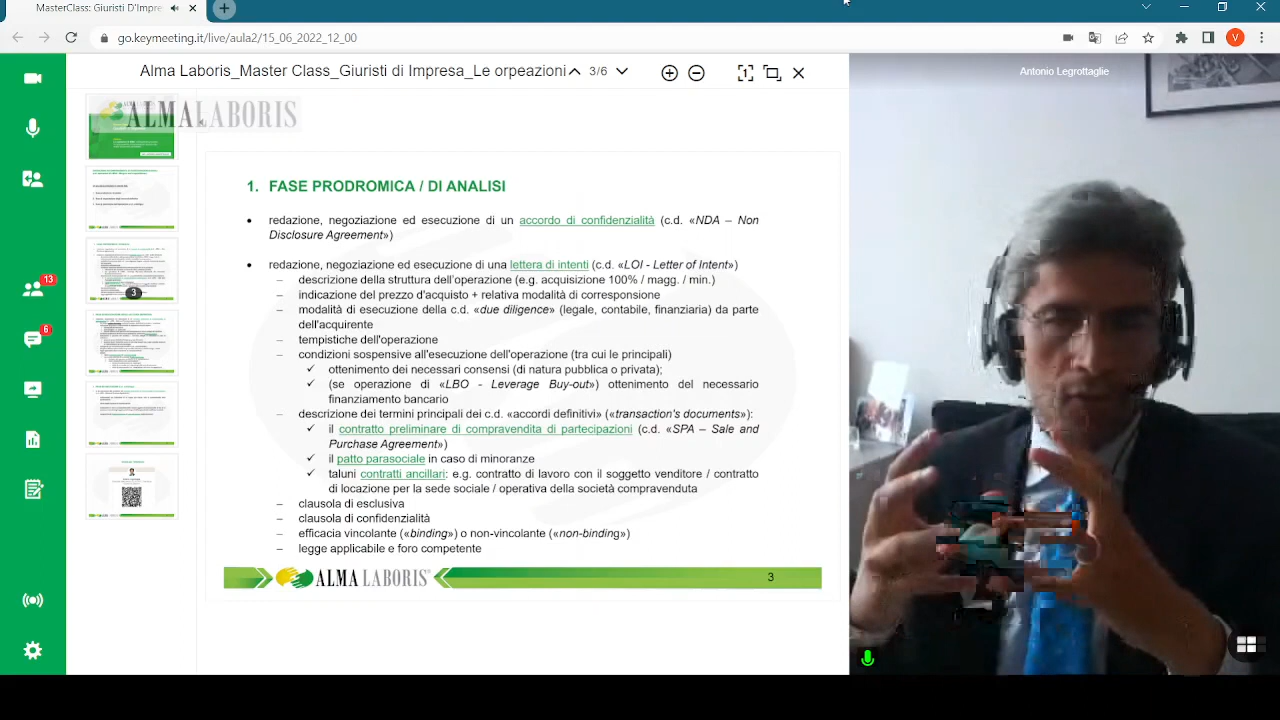 MasterClass: Giuristi D'Impres
go.keymeeting.it/live/aula2/15_06_2022_12_00
V
Alma Laboris_Master Class_Giuristi di Impresa_Le orpeazioni
3/6
Antonio Legrottaglie
ALMALABORIS
13
6
3
1. FASE PRODROMICA / DI ANALISI
• redazione, negoziazione ed esecuzione di un accordo di confidenzialità (c.d. «NDA – Non
Disclosure Agreement»)
• redazione, negoziazione ed esecuzione di una lettera di intenti (c.d. «LOI - Letter of Intent»)
– descrizione della struttura dell'operazione (e.g. acquisizione 100% / magg. / min.)
– indicazione del prezzo d'acquisto + relativa modalità di corresponsione
– modalità di esecuzione della c.d. «due diligence» (legale, contabile, finanziaria) da parte
dell'acquirente
– tempistiche dell'operazione
– condizioni sospensive all'esecuzione dell'operazione (tra cui le principali)
✓ ottenimento dei necessari consensi (di natura pubblica o privata);
✓ (se operazione di «LBO - Leveraged Buy-out») ottenimento del necessario
finanziamento bancario
– dei termini principali dei c.d. «accordi definitivi» («transaction's documents»):
✓ il contratto preliminare di compravendita di partecipazioni (c.d. «SPA – Sale and
Purchase Agreement»)
✓ il patto parasociale in caso di minoranze
✓ taluni contratti ancillari: e.g. contratto di lavoro con il soggetto venditore / contratto
di locazione per la sede sociale / operativa della società compravenduta
– clausola di esclusiva
– clausola di confidenzialità
– efficacia vincolante («binding») o non-vincolante («non-binding»)
– legge applicabile e foro competente
ALMA LABORIS®
3